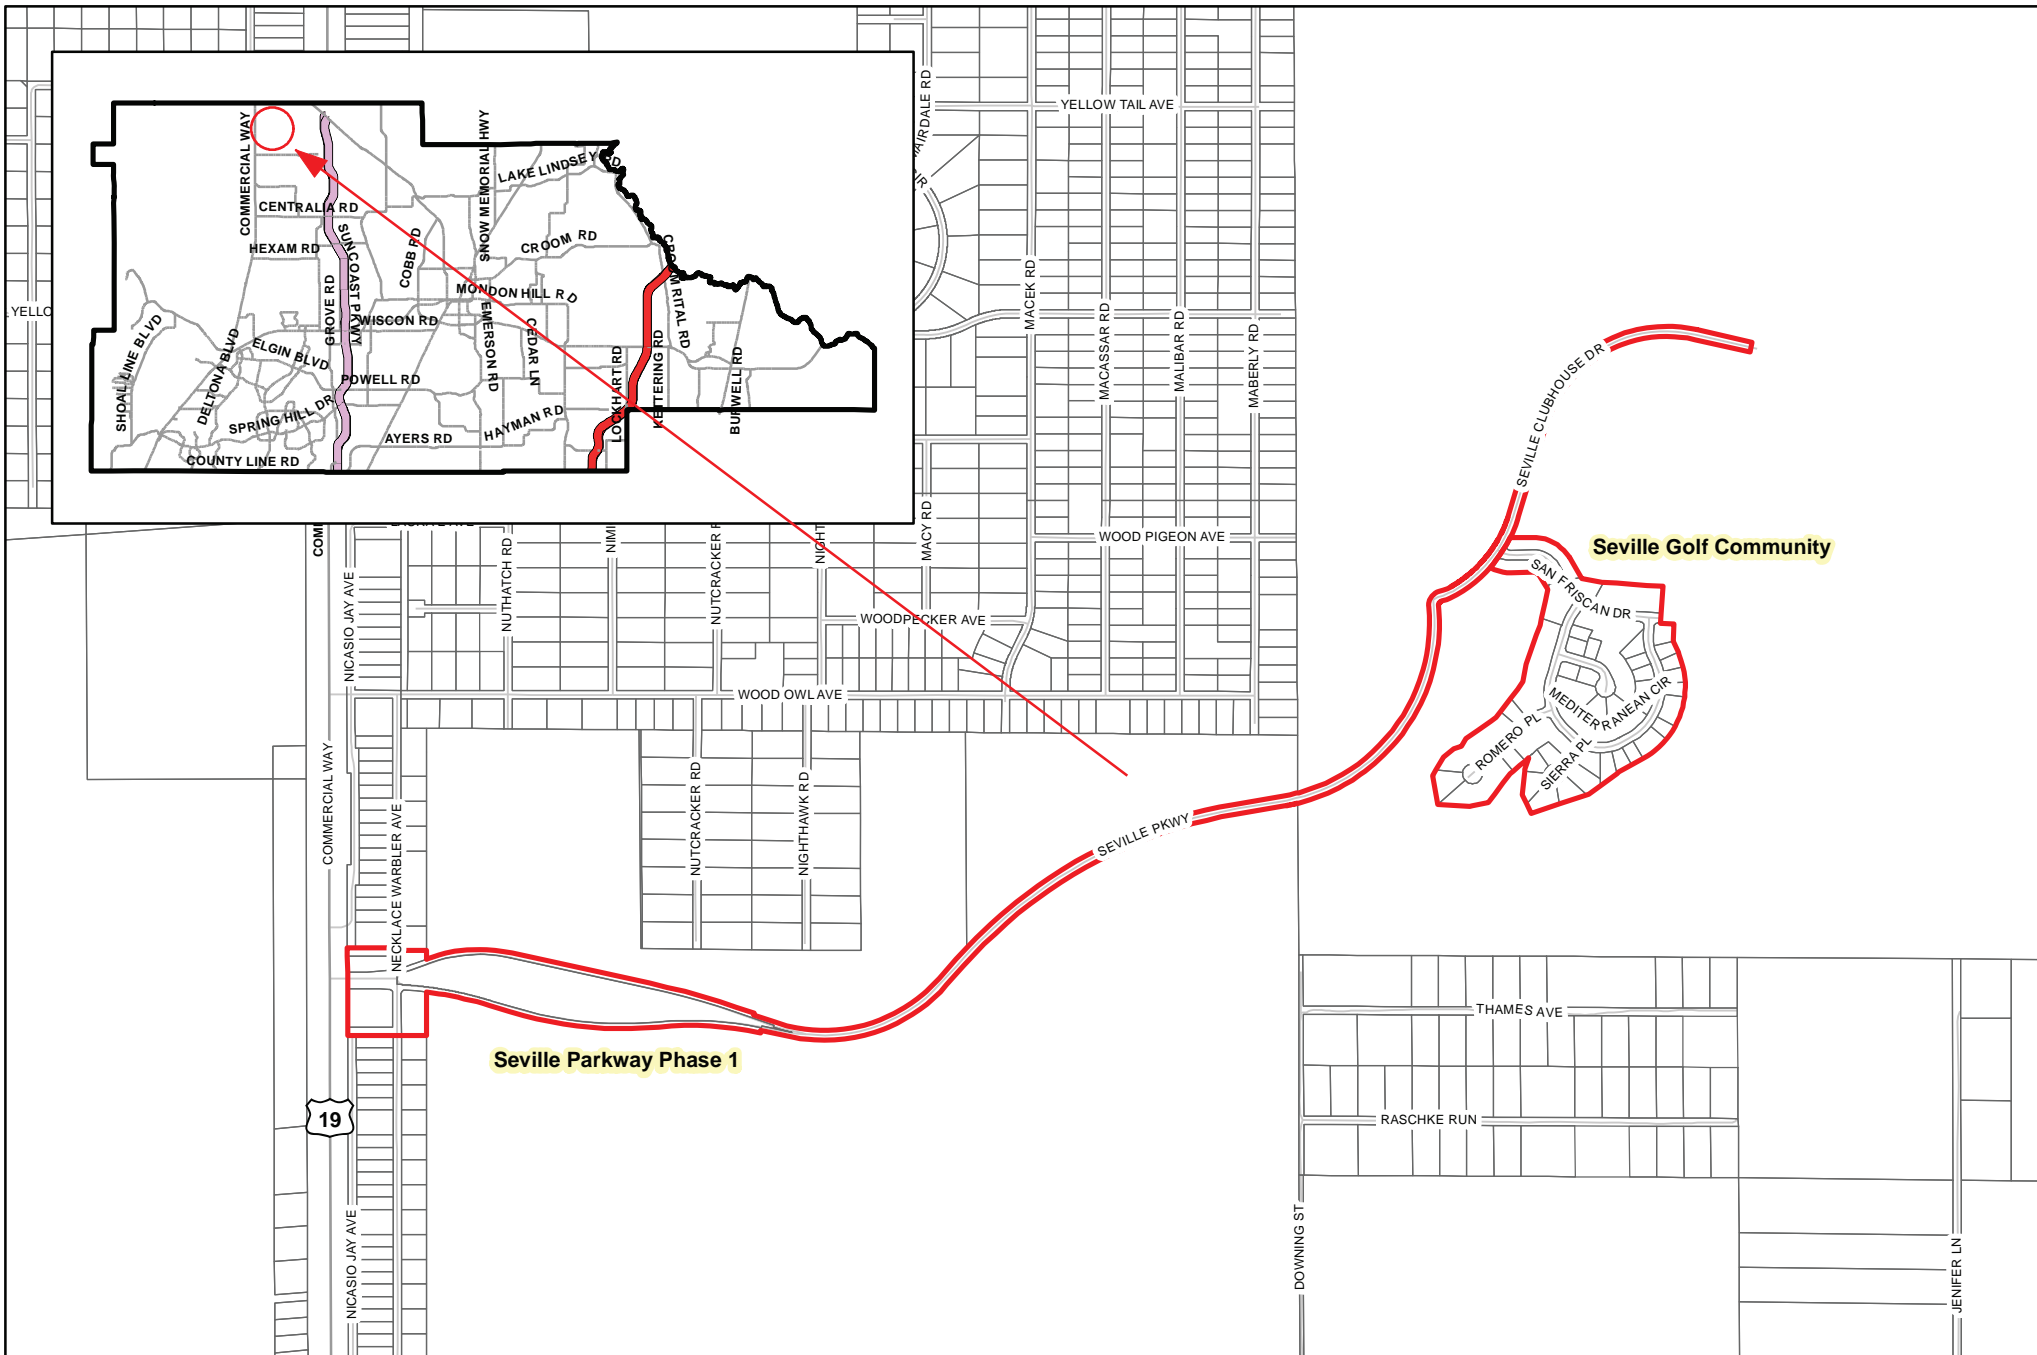 YELLOW TAIL AVE
COMMERCIAL WAY
SNOW MEMORIAL HWY
LAKE LINDSEY RD
CENTRALIA RD
HEXAM RD
SUNCOAST PKWY
COBB RD
CROOM RD
CROOM RITAL RD
GROVE RD
MONDON HILL RD
WISCON RD
EMERSON RD
CEDAR LN
SHOAL LINE BLVD
DELTONA BLVD
ELGIN BLVD
POWELL RD
LOCKHART RD
KETTERING RD
BURWELL RD
SPRING HILL DR
AYERS RD
HAYMAN RD
COUNTY LINE RD
MACEK RD
MACASSAR RD
MALIBAR RD
MABERLY RD
SEVILLE CLUBHOUSE DR
NICASIO JAY AVE
NUTHATCH RD
MACY RD
WOOD PIGEON AVE
Seville Golf Community
SAN FRISCAN DR
WOODPECKER AVE
WOOD OWL AVE
MEDITERRANEAN CIR
ROMERO PL
SIERRA PL
COMMERCIAL WAY
NECKLACE WARBLER AVE
NUTCRACKER RD
NIGHTHAWK RD
SEVILLE PKWY
THAMES AVE
Seville Parkway Phase 1
19
RASCHKE RUN
NICASIO JAY AVE
DOWNING ST
JENIFER LN